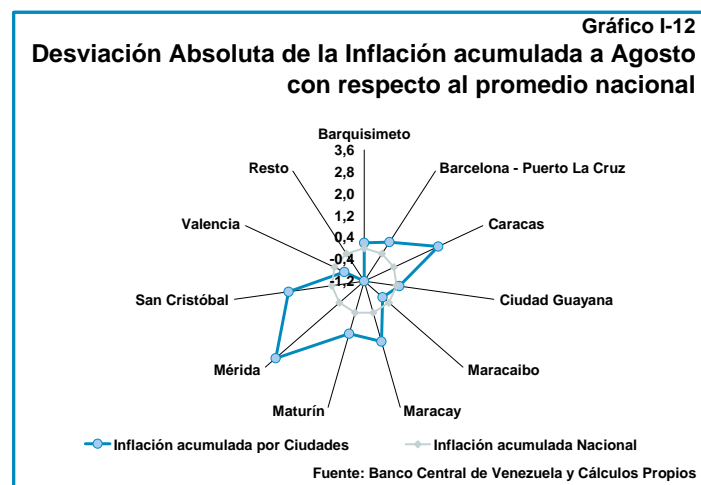 Gráfico I-12
Desviación Absoluta de la Inflación acumulada a Agosto
con respecto al promedio nacional
Barquisimeto
3,6
2,8
2,0
1,2
0,4
-0,4
-1,2
Resto
Barcelona - Puerto La Cruz
Valencia
Caracas
San Cristóbal
Ciudad Guayana
Mérida
Maracaibo
Maturín
Maracay
Inflación acumulada por Ciudades
Inflación acumulada Nacional
Fuente: Banco Central de Venezuela y Cálculos Propios